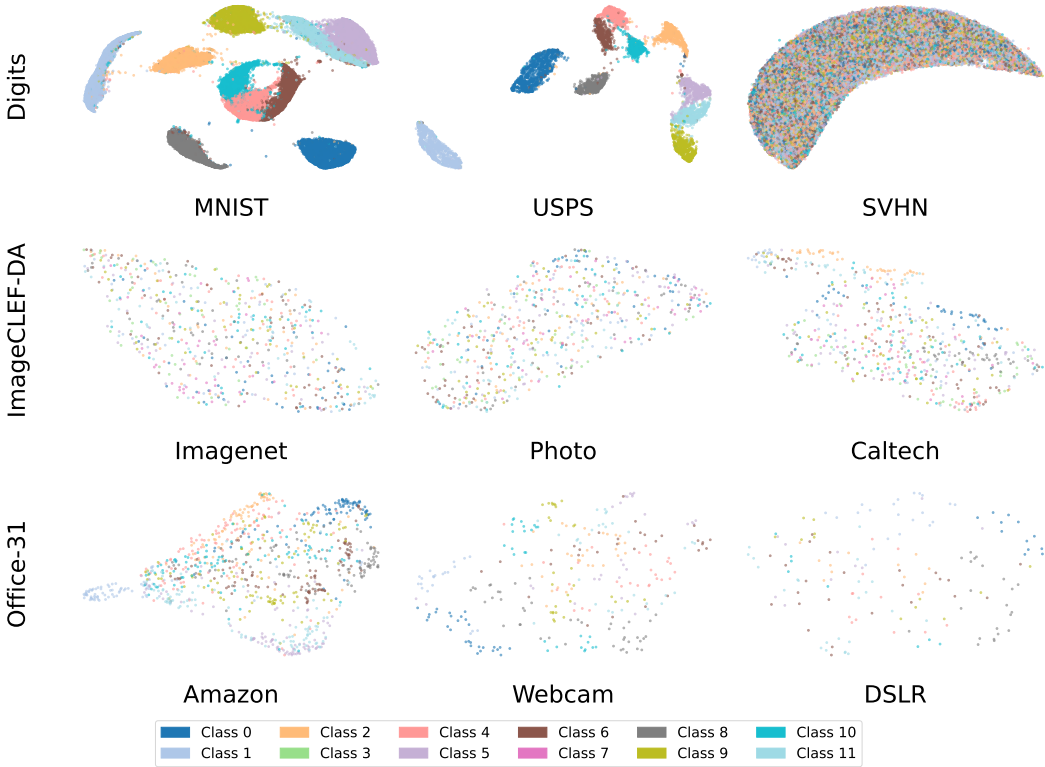 Digits
MNIST
USPS
SVHN
ImageCLEF-DA
Imagenet
Photo
Caltech
Office-31
Amazon
Webcam
DSLR
Class 0
Class 2
Class 4
Class 6
Class 8
Class 10
Class 1
Class 3
Class 5
Class 7
Class 9
Class 11